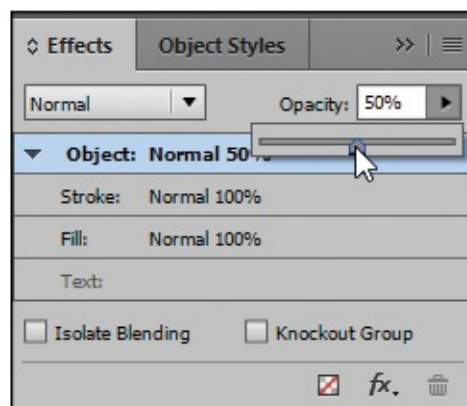 Effects Object Styles
Normal Opacity: 50%
Object: Normal 50%
Stroke: Normal 100%
Fill: Normal 100%
Text:
Isolate Blending Knockout Group
fx.